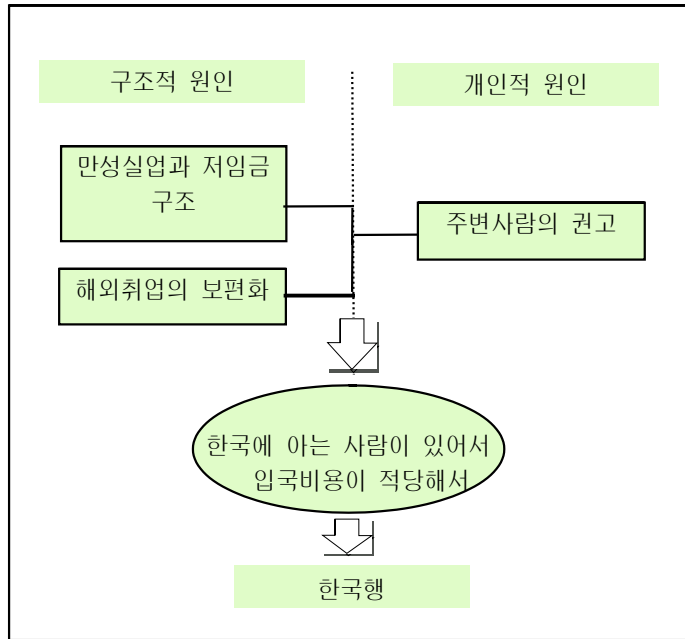 구조적 원인
개인적 원인
만성실업과 저임금
구조
주변사람의 권고
해외취업의 보편화
한국에 아는 사람이 있어서
입국비용이 적당해서
한국행